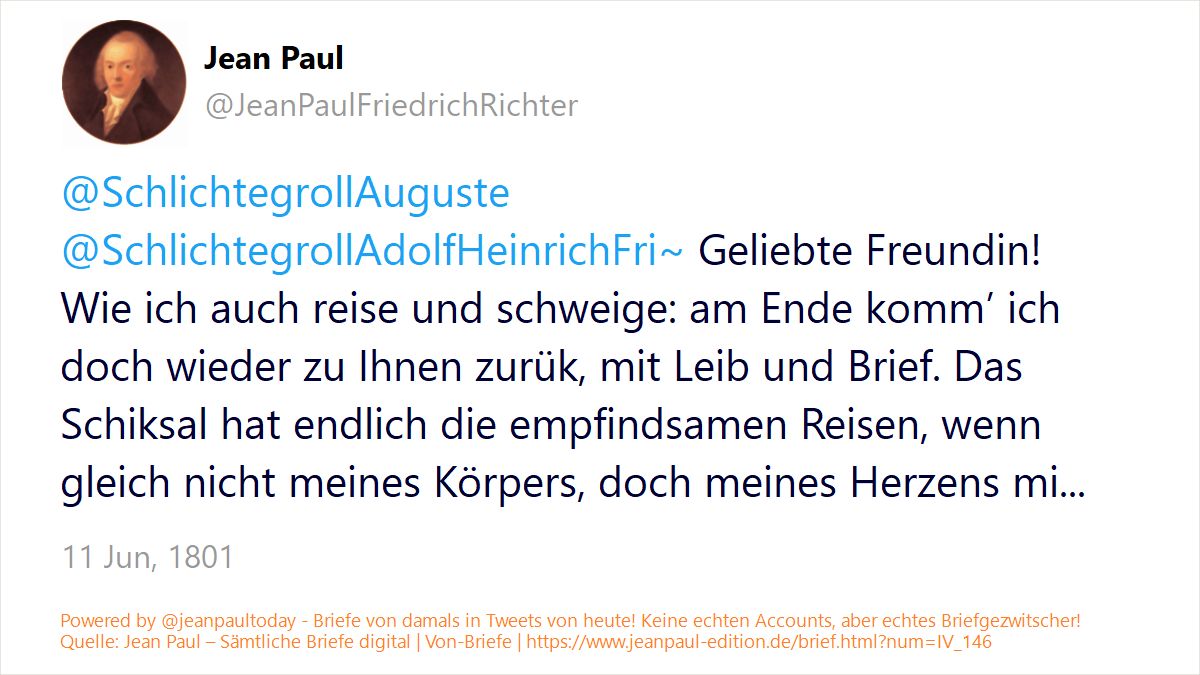 Jean Paul
@JeanPaulFriedrichRichter
@SchlichtegrollAuguste
@SchlichtegrollAdolfHeinrichFri~ Geliebte Freundin!
Wie ich auch reise und schweige: am Ende komm’ ich
doch wieder zu Ihnen zurük, mit Leib und Brief. Das
Schiksal hat endlich die empfindsamen Reisen, wenn
gleich nicht meines Körpers, doch meines Herzens mi...
11 Jun, 1801
Powered by @jeanpaultoday - Briefe von damals in Tweets von heute! Keine echten Accounts, aber echtes Briefgezwitscher!
Quelle: Jean Paul – Sämtliche Briefe digital | Von-Briefe | https://www.jeanpaul-edition.de/brief.html?num=IV_146